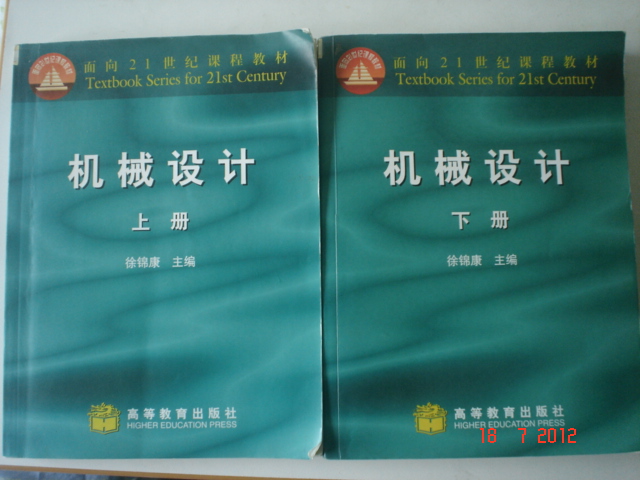 面向21世纪课程教材
Textbook Series for 21st Century
机械设计
上册
徐锦康 主编
高等教育出版社
HIGHER EDUCATION PRESS
面向21世纪课程教材
Textbook Series for 21st Century
机械设计
下册
徐锦康 主编
高等教育出版社
HIGHER EDUCATION PRESS
18 7 2012